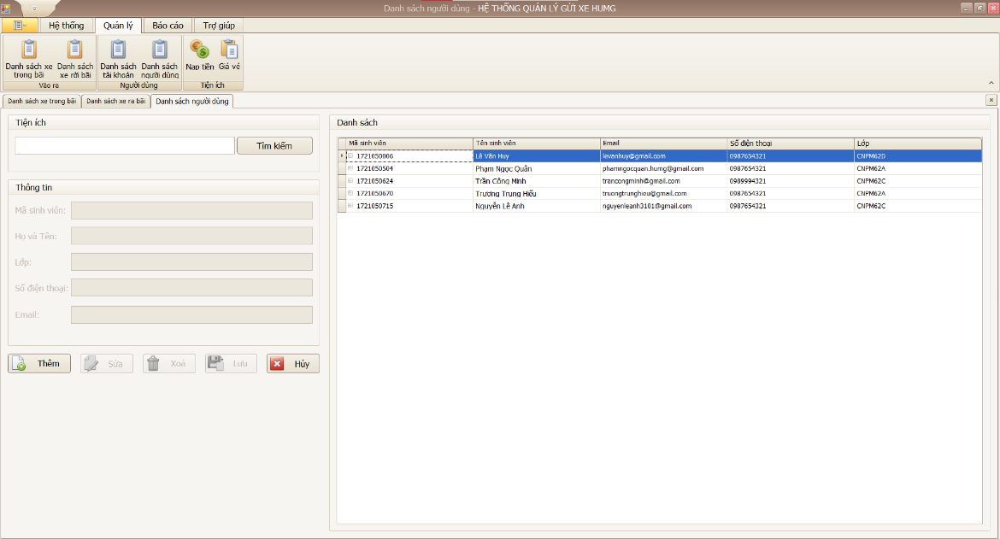 Danh sách người dùng - HỆ THỐNG QUẢN LÝ GỬI XE HUMG
Hệ thống Quản lý Báo cáo Trợ giúp
Danh sách xe trong bãi
Danh sách xe rời bãi
Danh sách tài khoản
Danh sách người dùng
Nạp tiền
Giá vé
Vào ra
Người dùng
Tiện ích
Danh sách xe trong bãi Danh sách xe ra bãi Danh sách người dùng
Tiện ích
Tìm kiếm
Thông tin
Mã sinh viên:
Họ và Tên:
Lớp:
Số điện thoại:
Email:
Thêm Sửa Xoá Lưu Hủy
Danh sách
Mã sinh viên Tên sinh viên Email Số điện thoại Lớp
1721050006 Lê Văn Huy levanhuy@gmail.com 0987654321 CNPM62D
1721050504 Phạm Ngọc Quân phamngocquan.humg@gmail.com 0987654321 CNPM62A
1721050624 Trần Công Minh trancongminh@gmail.com 0989994321 CNPM62C
1721050670 Trương Trung Hiếu truongtrunghieu@gmail.com 0987654321 CNPM62A
1721050715 Nguyễn Lê Anh nguyenleanh3101@gmail.com 0987654321 CNPM62C